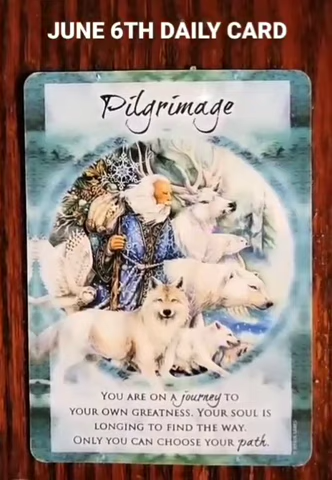 JUNE 6TH DAILY CARD
Pilgrimage
YOU ARE ON A journey TO
YOUR OWN GREATNESS. YOUR SOUL IS
LONGING TO FIND THE WAY.
ONLY YOU CAN CHOOSE YOUR path.